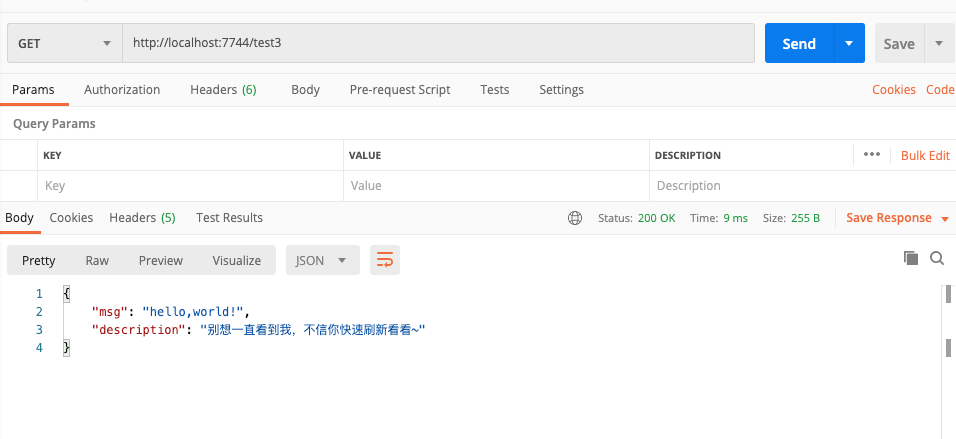 GET http://localhost:7744/test3 Send Save
Params Authorization Headers (6) Body Pre-request Script Tests Settings Cookies Code
Query Params
KEY VALUE DESCRIPTION ••• Bulk Edit
Key Value Description
Body Cookies Headers (5) Test Results Status: 200 OK Time: 9 ms Size: 255 B Save Response
Pretty Raw Preview Visualize JSON
1 {
2 "msg": "hello,world!",
3 "description": "别想一直看到我，不信你快速刷新看看~"
4 }